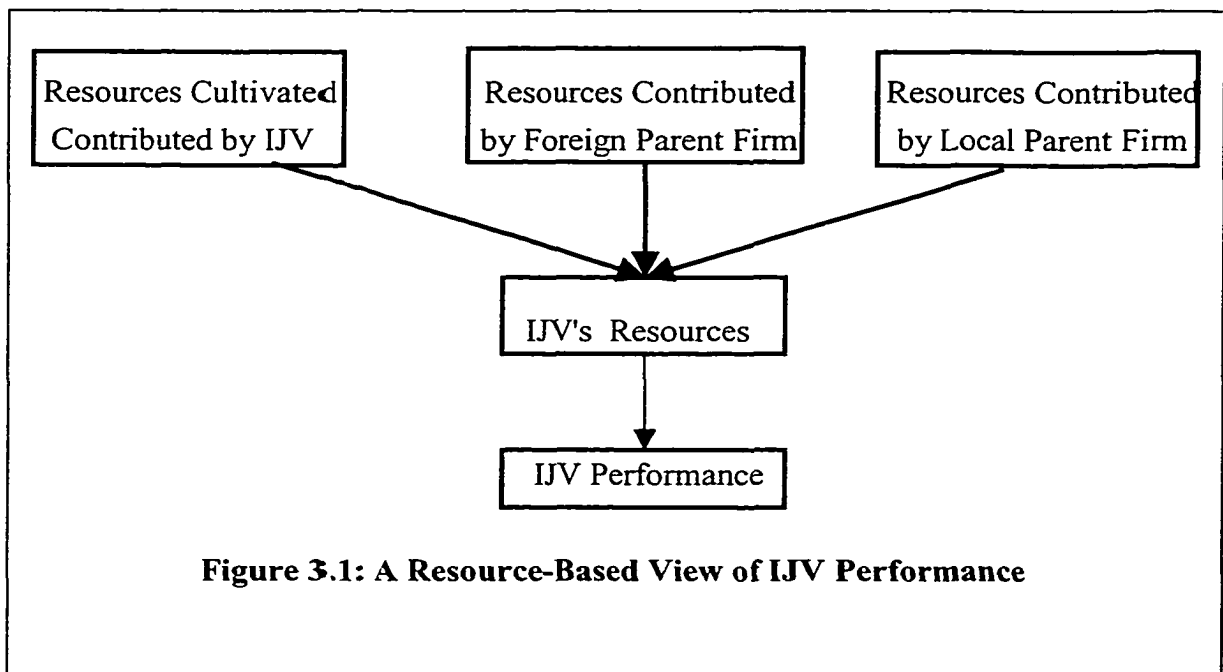 Resources Cultivated
Contributed by IJV
Resources Contributed
by Foreign Parent Firm
Resources Contributed
by Local Parent Firm
IJV's Resources
IJV Performance
Figure 3.1: A Resource-Based View of IJV Performance